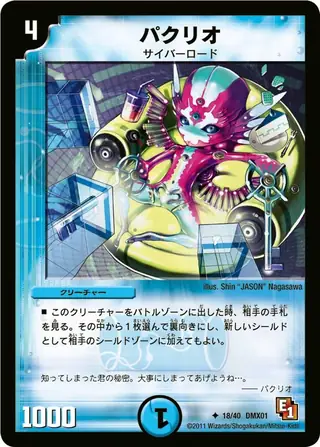 4
パクリオ
サイバーロード
illus. Shin "JASON" Nagasawa
クリーチャー
■ このクリーチャーをバトルゾーンに出した時、相手の手札
を見る。その中から1枚選んで裏向きにし、新しいシールド
として相手のシールドゾーンに加えてもよい。
知ってしまった君の秘密。大事にしまってあげようね…。
── パクリオ
1000
1
E1
18/40 DMX01
©2011 Wizards/Shogakukan/Mitsui-Kids